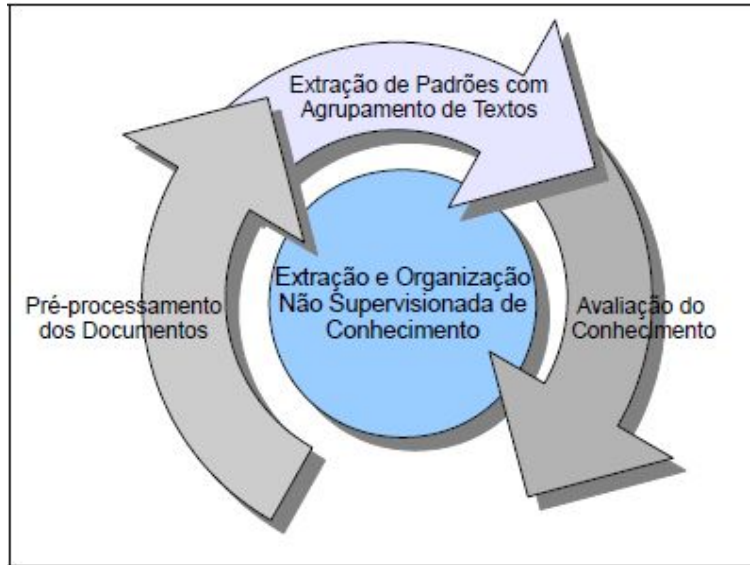 Extração de Padrões com
Agrupamento de Textos
Extração e Organização
Não Supervisionada de
Conhecimento
Pré-processamento
dos Documentos
Avaliação do
Conhecimento